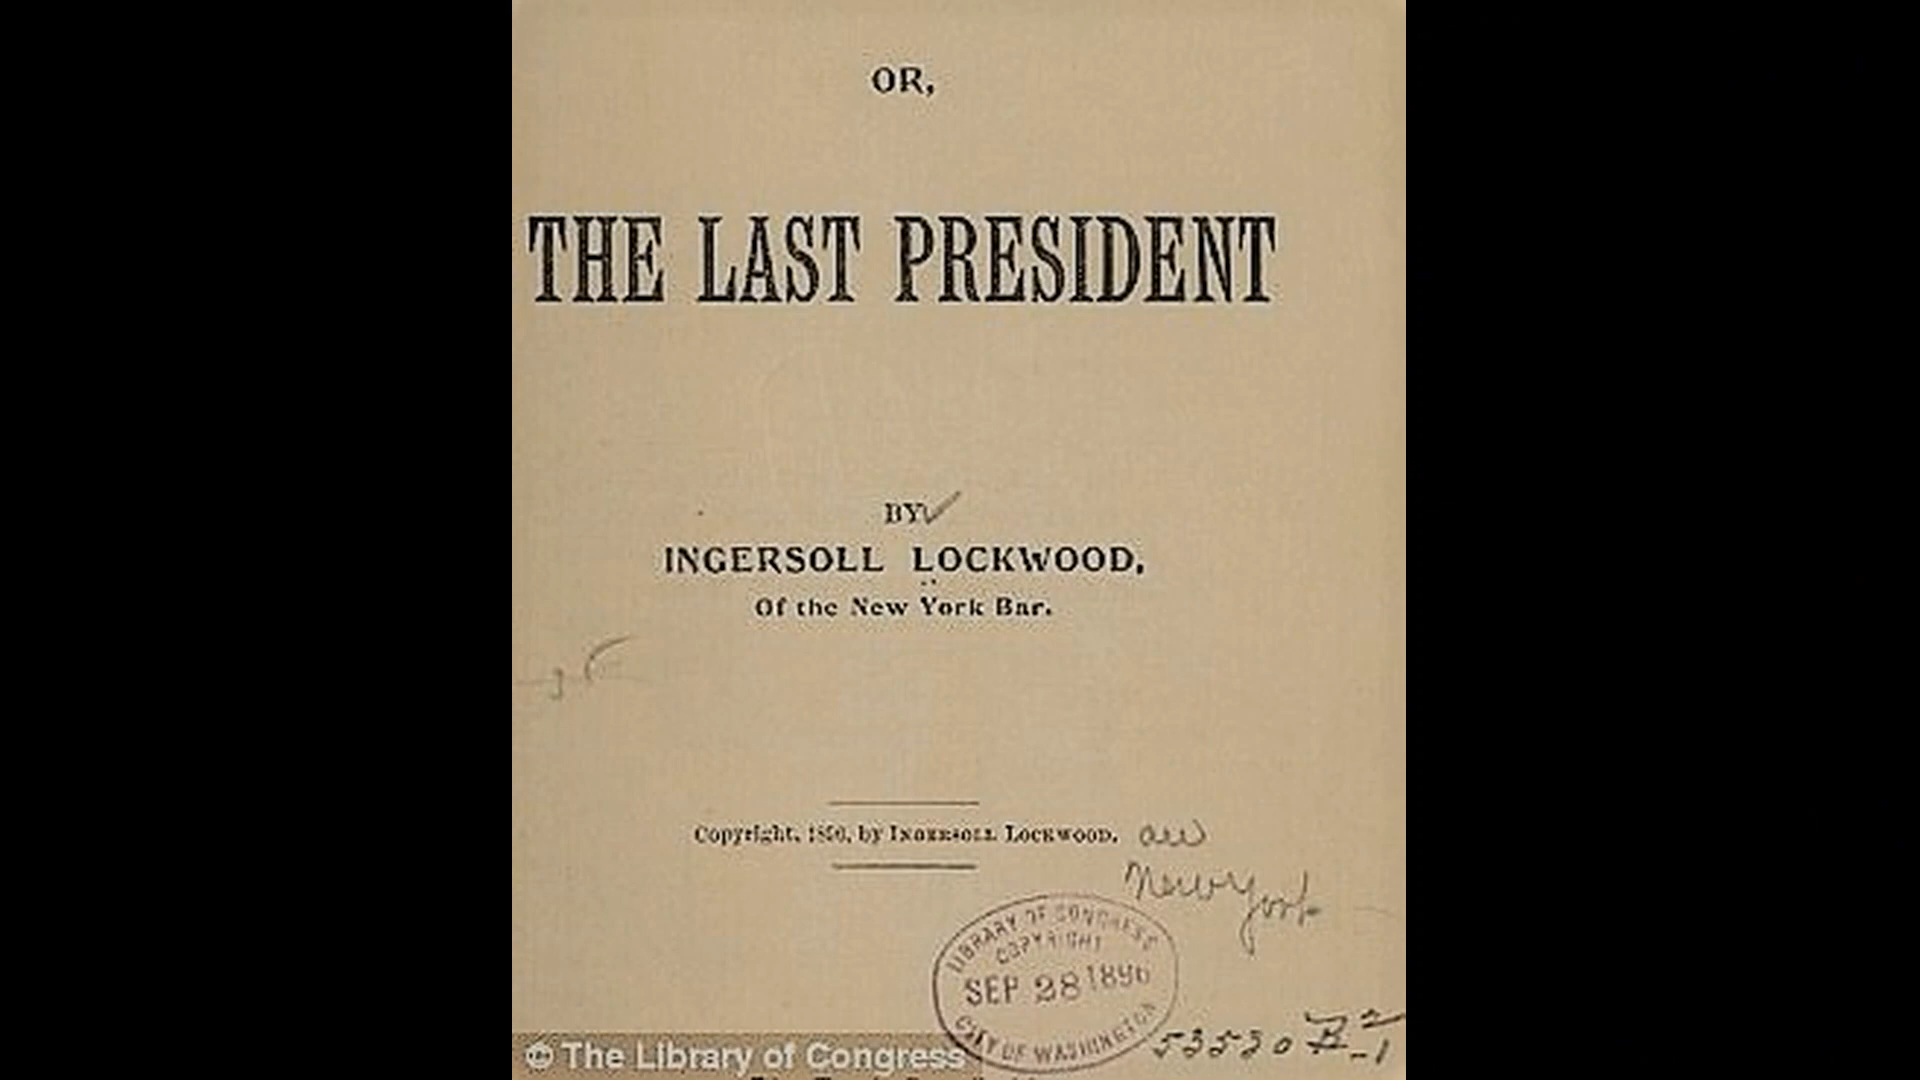 OR,
THE LAST PRESIDENT
BY
INGERSOLL LOCKWOOD,
Of the New York Bar.
Copyright, 1896, by INGERSOLL LOCKWOOD.
New York
LIBRARY OF CONGRESS
COPYRIGHT
SEP 28 1896
CITY OF WASHINGTON
53530
© The Library of Congress